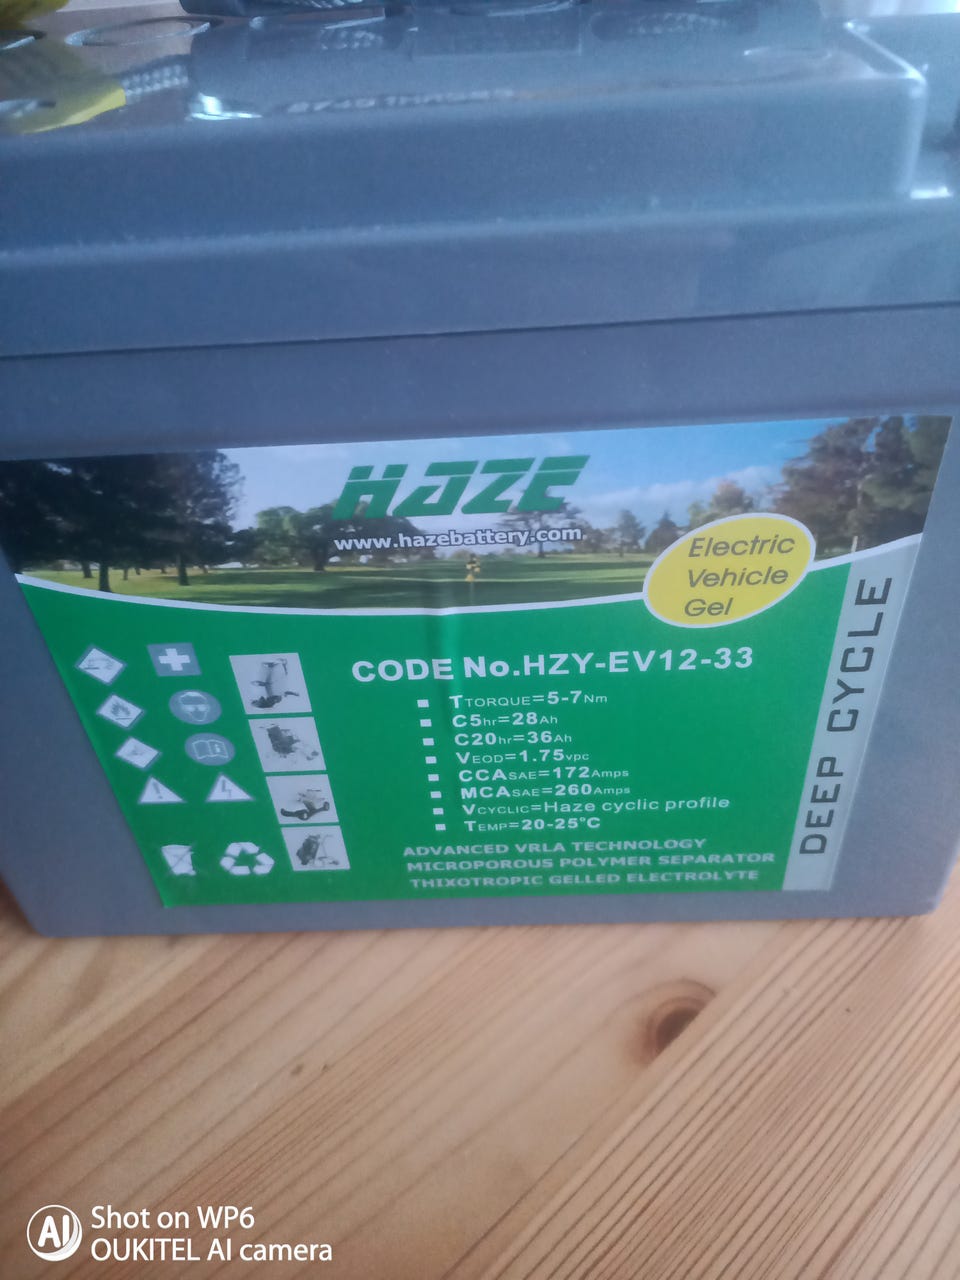 HAZE
www.hazebattery.com
Electric
Vehicle
Gel
CODE No.HZY-EV12-33
TTORQUE=5-7Nm
C5hr=28Ah
C20hr=36Ah
VEOD=1.75vpc
CCASAE=172Amps
MCASAE=260Amps
VCYCLIC=Haze cyclic profile
TEMP=20-25°C
ADVANCED VRLA TECHNOLOGY
MICROPOROUS POLYMER SEPARATOR
THIXOTROPIC GELLED ELECTROLYTE
DEEP CYCLE
AI
Shot on WP6
OUKITEL AI camera